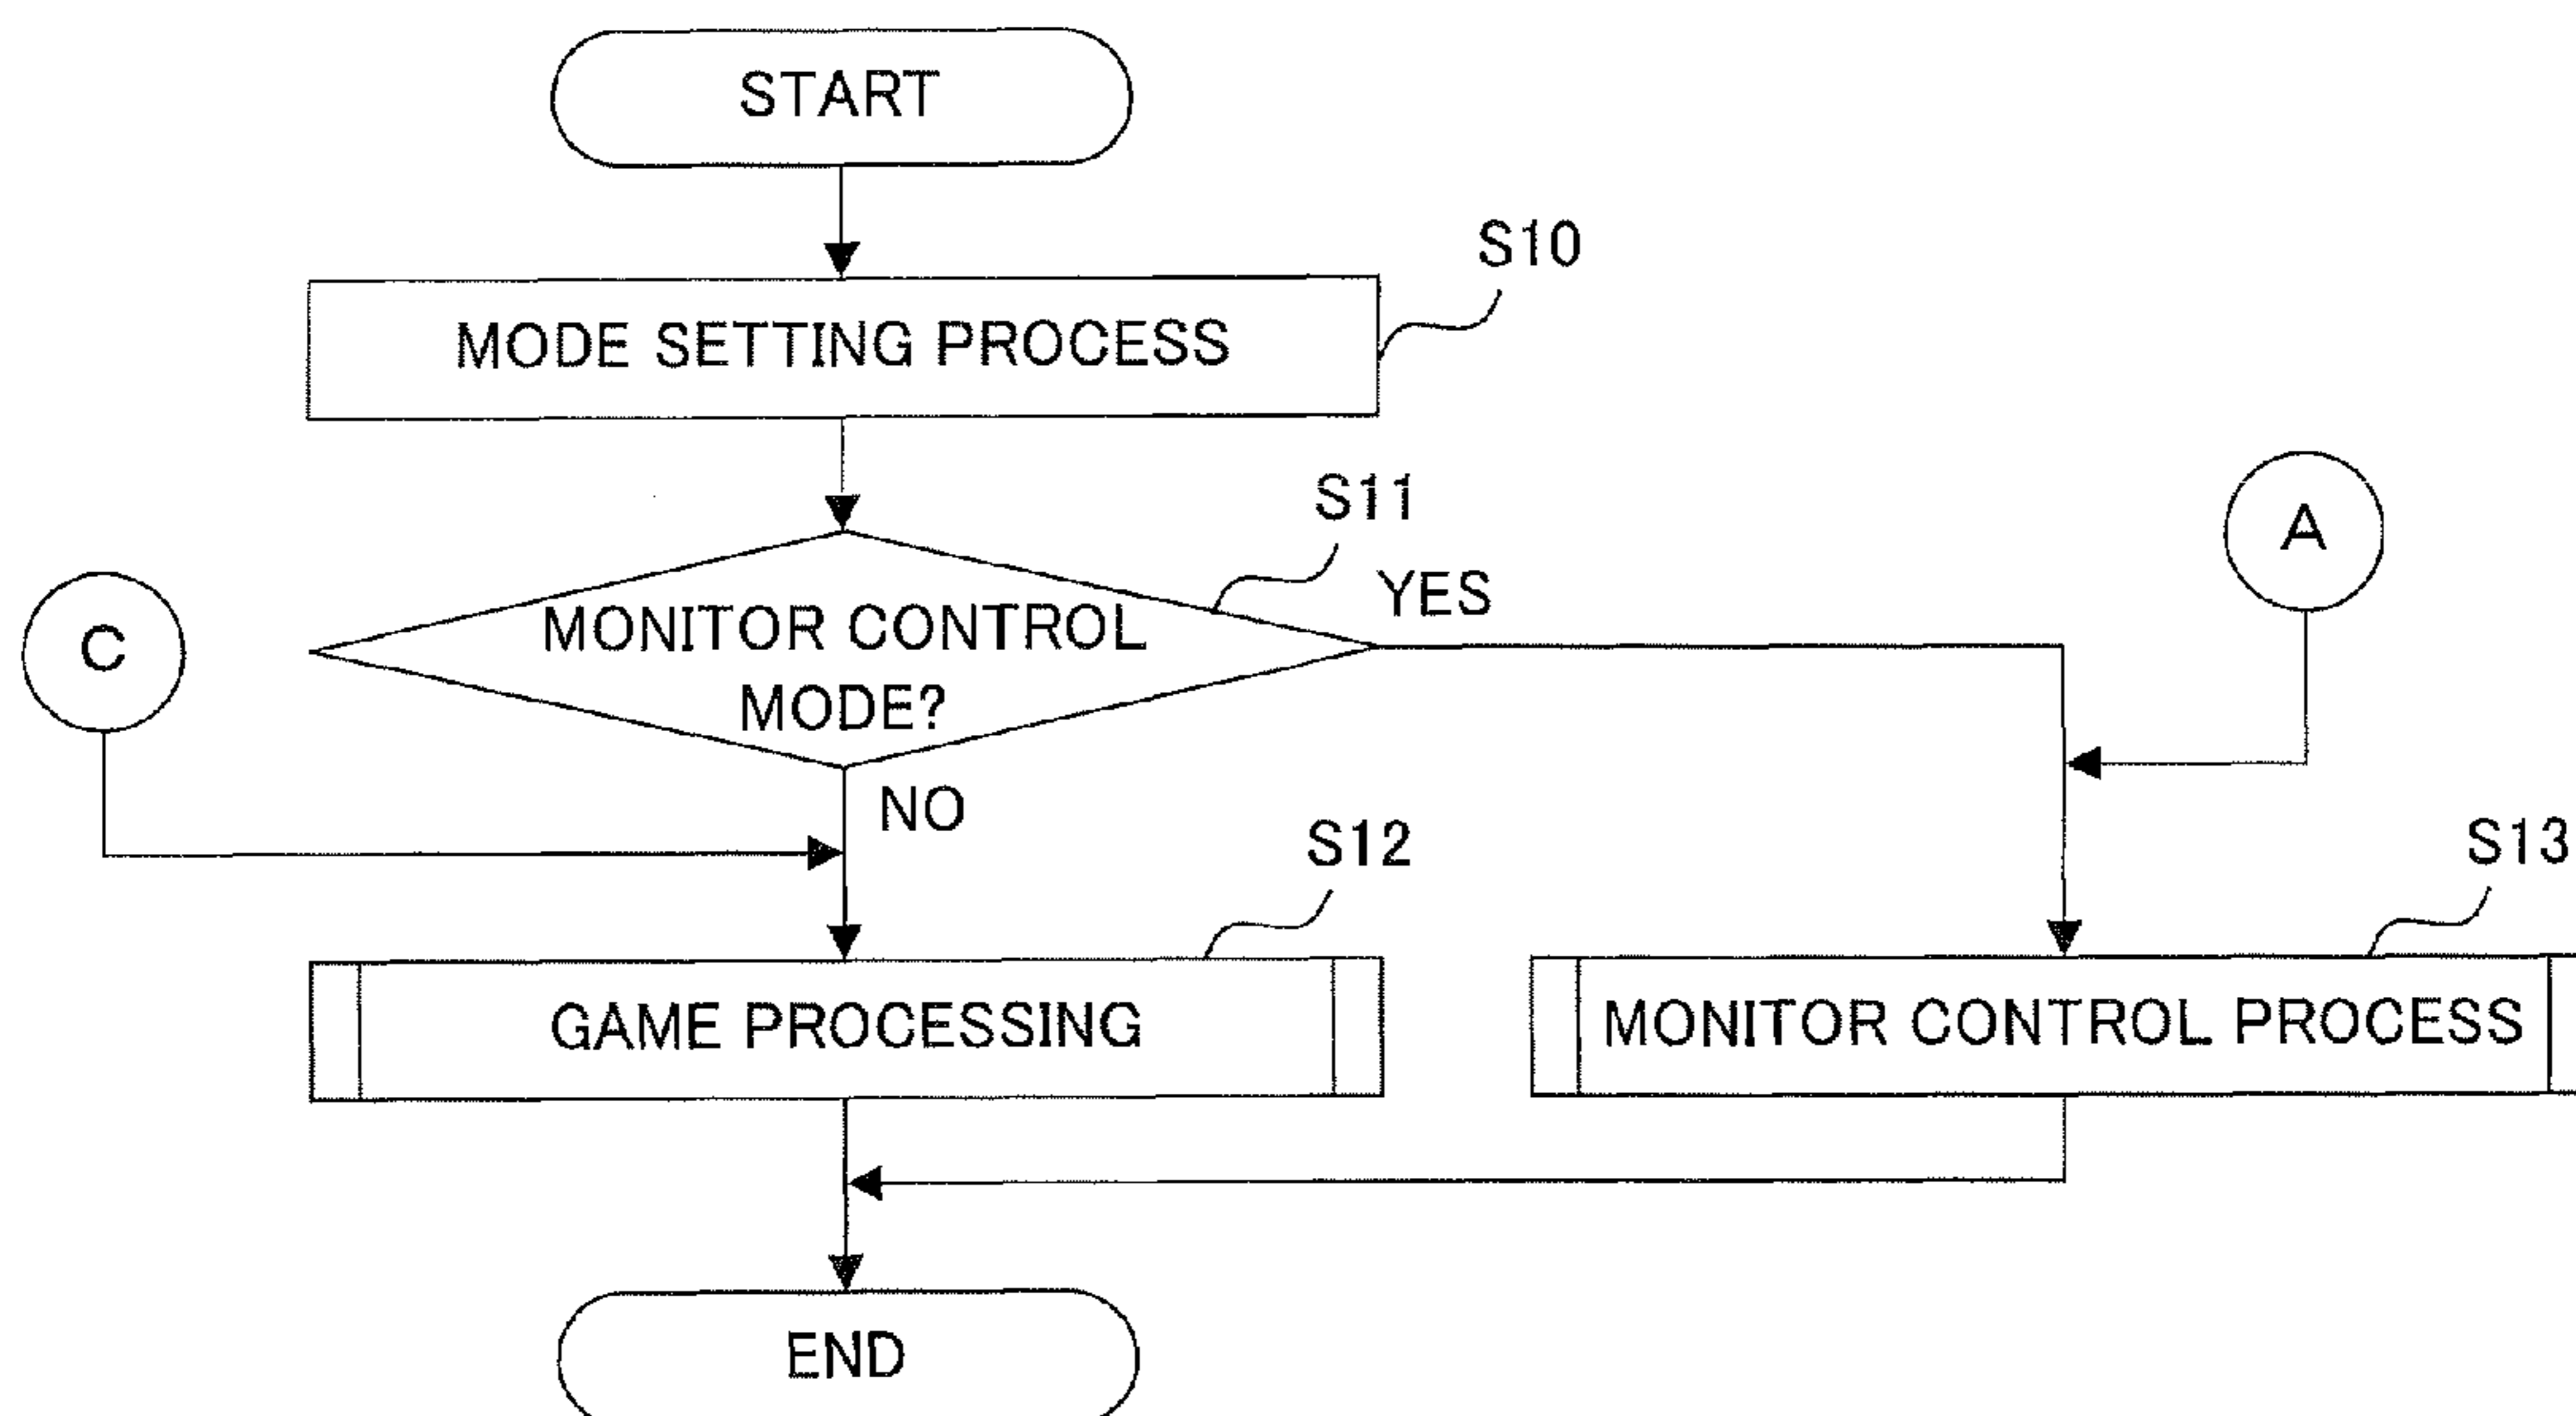 START
S10
MODE SETTING PROCESS
S11
A
YES
C
MONITOR CONTROL
MODE?
NO
S12
S13
GAME PROCESSING
MONITOR CONTROL PROCESS
END